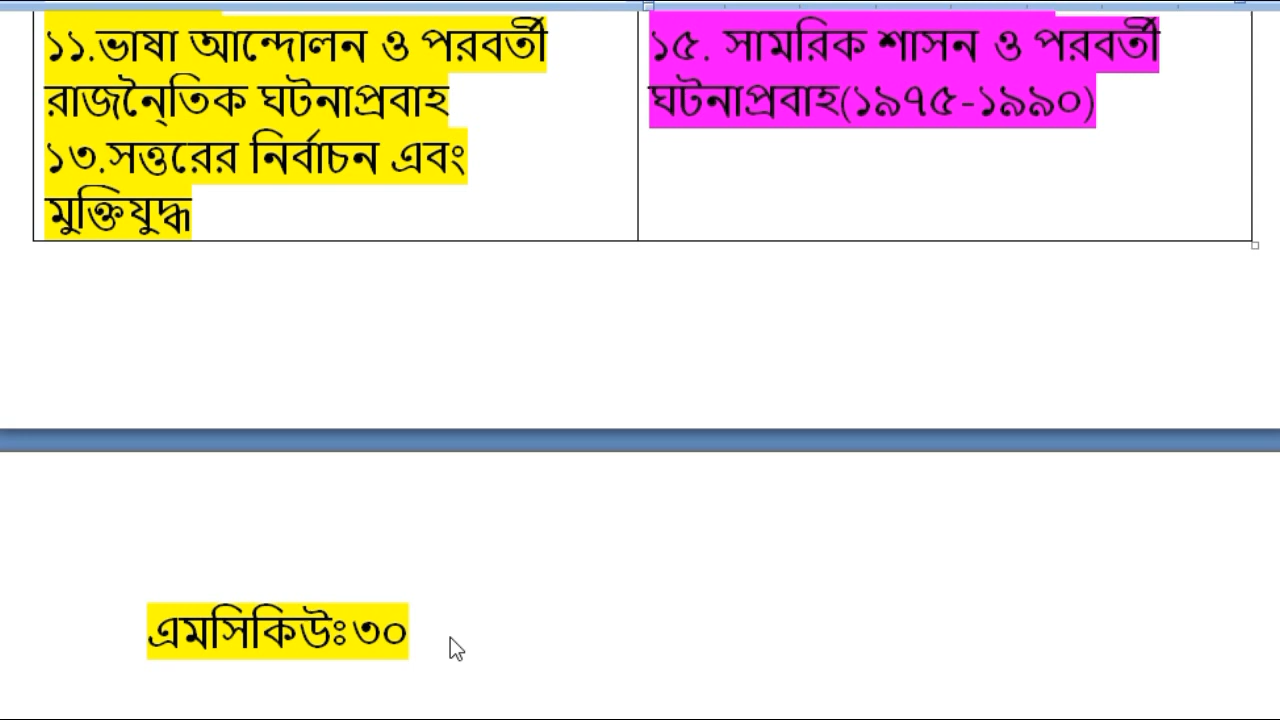 ১১.ভাষা আন্দোলন ও পরবর্তী
রাজনৈ্তিক ঘটনাপ্রবাহ
১৩.সত্তরের নির্বাচন এবং
মুক্তিযুদ্ধ
১৫. সামরিক শাসন ও পরবর্তী
ঘটনাপ্রবাহ(১৯৭৫-১৯৯০)
এমসিকিউঃ৩০